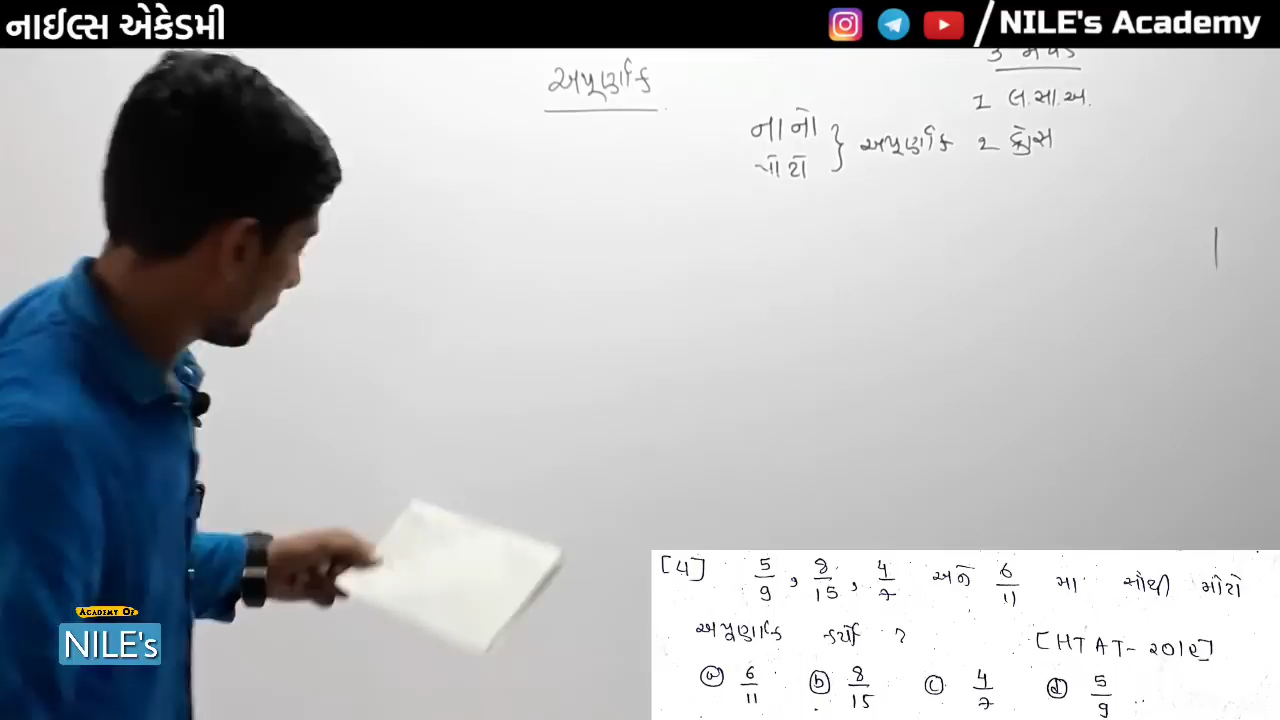 નાઈલ્સ એકેડમી
/NILE's Academy
અપૂર્ણાંક
1 લ.સા.અ.
નાનો
મોટો } અપૂર્ણાંક 2 ક્રોસ
[4] 5/9, 8/15, 4/7 અને 6/11 મા સૌથી મોટો
અપૂર્ણાંક કયો ?
[HTAT-2012]
(a) 6/11 (b) 8/15 (c) 4/7 (d) 5/9
ACADEMY OF
NILE's